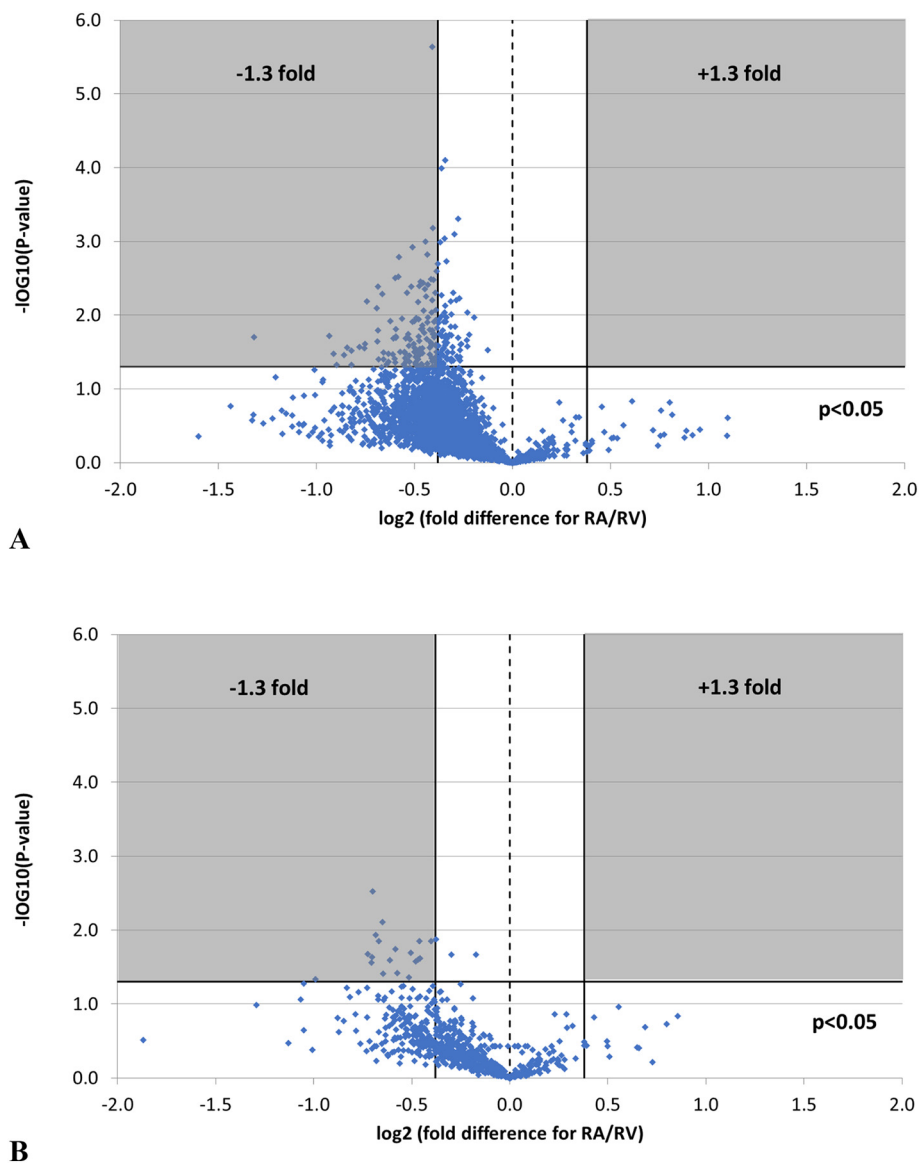 6.0
-1.3 fold
+1.3 fold
5.0
4.0
-lOG10(P-value)
3.0
2.0
1.0
p<0.05
0.0
-2.0 -1.5 -1.0 -0.5 0.0 0.5 1.0 1.5 2.0
log2 (fold difference for RA/RV)
A
6.0
-1.3 fold
+1.3 fold
5.0
4.0
-lOG10(P-value)
3.0
2.0
1.0
p<0.05
0.0
-2.0 -1.5 -1.0 -0.5 0.0 0.5 1.0 1.5 2.0
log2 (fold difference for RA/RV)
B